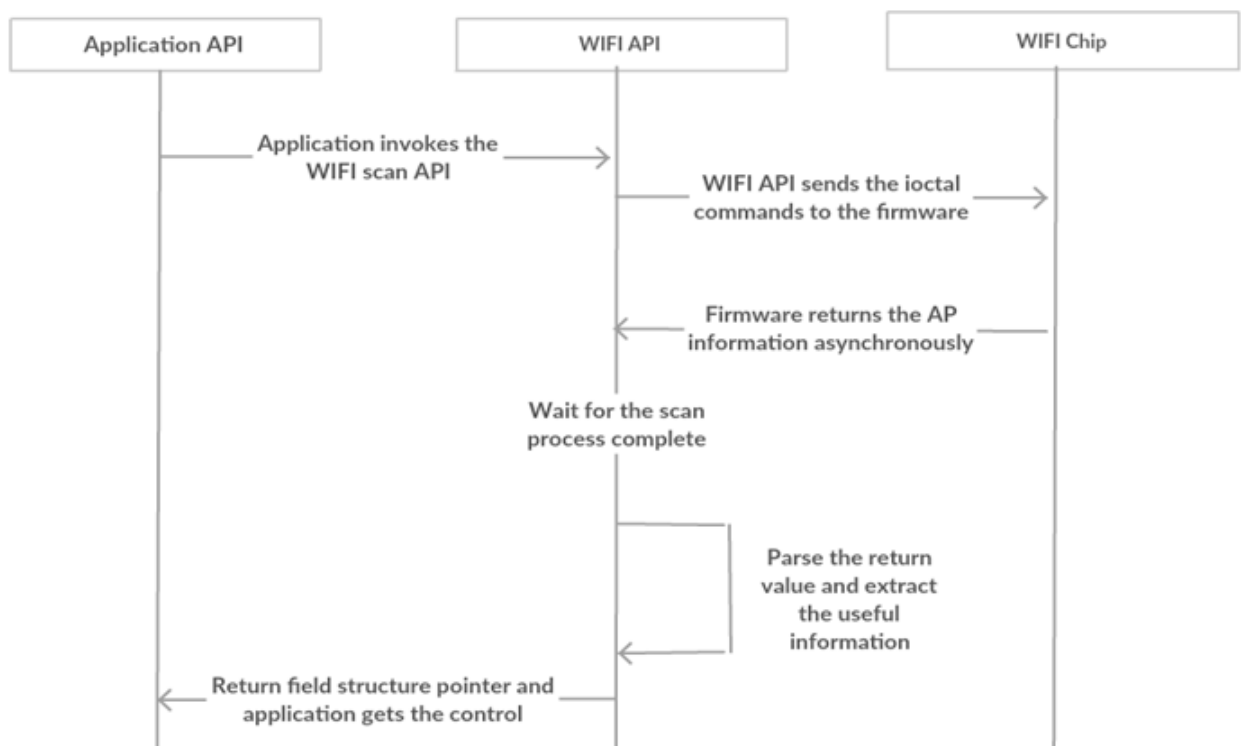 Application API
WIFI API
WIFI Chip
Application invokes the
WIFI scan API
WIFI API sends the ioctal
commands to the firmware
Firmware returns the AP
information asynchronously
Wait for the scan
process complete
Parse the return
value and extract
the useful
information
Return field structure pointer and
application gets the control